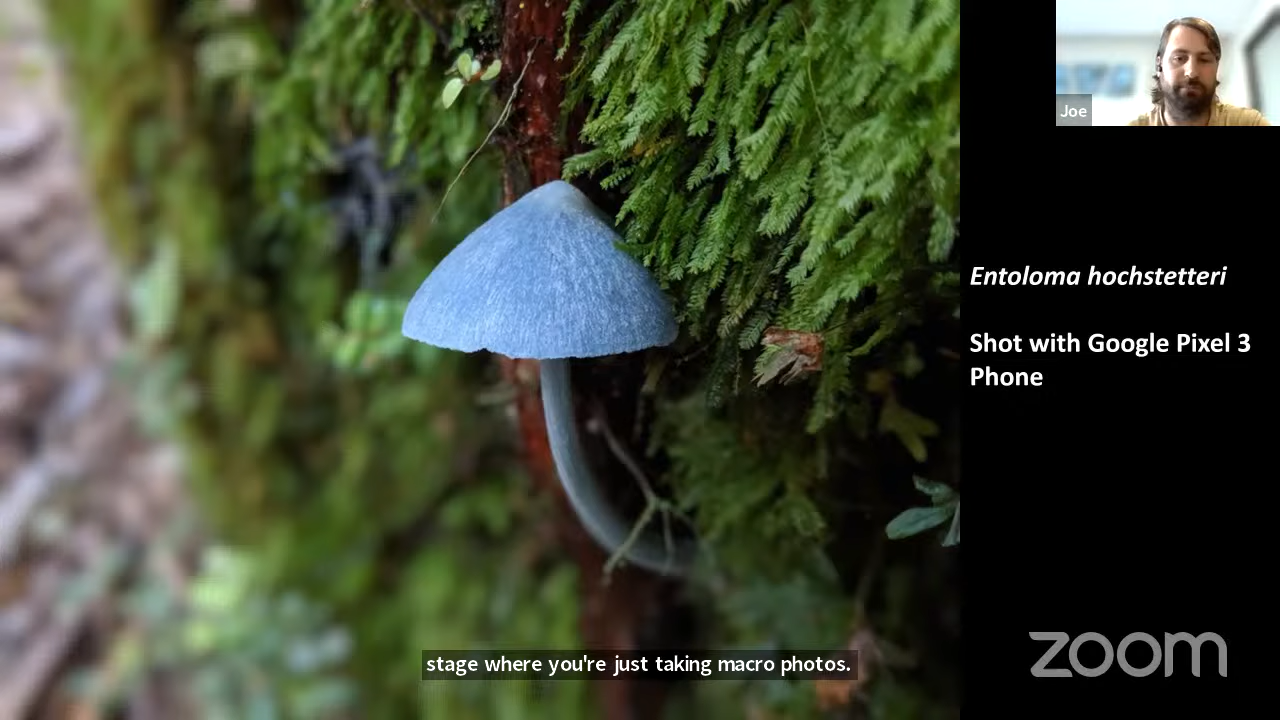 Joe
Entoloma hochstetteri
Shot with Google Pixel 3
Phone
stage where you're just taking macro photos.
zoom